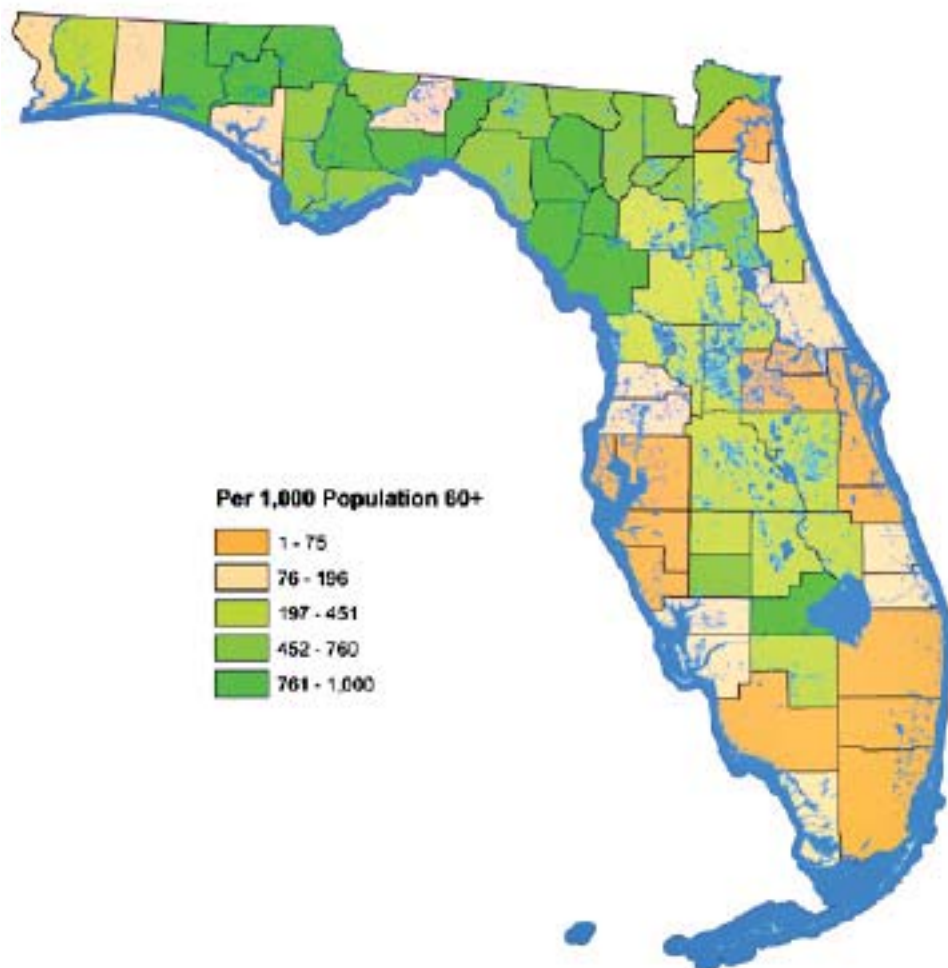 Per 1,000 Population 60+
1 - 75
76 - 196
197 - 451
452 - 760
761 - 1,000